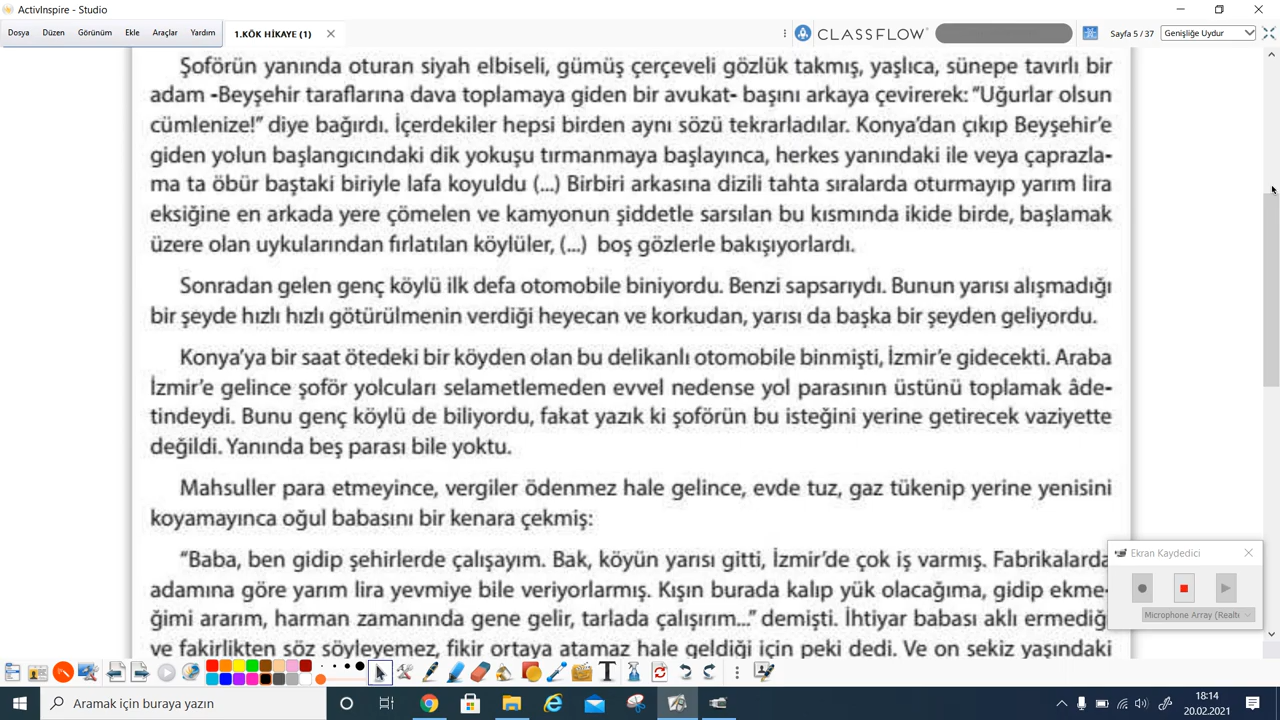 ActivInspire - Studio
Dosya Düzen Görünüm Ekle Araçlar Yardım 1.KÖK HİKAYE (1) CLASSFLOW Sayfa 5 / 37 Genişliğe Uydur
Şoförün yanında oturan siyah elbiseli, gümüş çerçeveli gözlük takmış, yaşlıca, sünepe tavırlı bir
adam -Beyşehir taraflarına dava toplamaya giden bir avukat- başını arkaya çevirerek: “Uğurlar olsun
cümlenize!” diye bağırdı. İçerdekiler hepsi birden aynı sözü tekrarladılar. Konya’dan çıkıp Beyşehir’e
giden yolun başlangıcındaki dik yokuşu tırmanmaya başlayınca, herkes yanındaki ile veya çaprazla-
ma ta öbür baştaki biriyle lafa koyuldu (...) Birbiri arkasına dizili tahta sıralarda oturmayıp yarım lira
eksiğine en arkada yere çömelen ve kamyonun şiddetle sarsılan bu kısmında ikide birde, başlamak
üzere olan uykularından fırlatılan köylüler, (...) boş gözlerle bakışıyorlardı.
Sonradan gelen genç köylü ilk defa otomobile biniyordu. Benzi sapsarıydı. Bunun yarısı alışmadığı
bir şeyde hızlı hızlı götürülmenin verdiği heyecan ve korkudan, yarısı da başka bir şeyden geliyordu.
Konya’ya bir saat ötedeki bir köyden olan bu delikanlı otomobile binmişti, İzmir’e gidecekti. Araba
İzmir’e gelince şoför yolcuları selametlemeden evvel nedense yol parasının üstünü toplamak âde-
tindeydi. Bunu genç köylü de biliyordu, fakat yazık ki şoförün bu isteğini yerine getirecek vaziyette
değildi. Yanında beş parası bile yoktu.
Mahsuller para etmeyince, vergiler ödenmez hale gelince, evde tuz, gaz tükenip yerine yenisini
koyamayınca oğul babasını bir kenara çekmiş:
“Baba, ben gidip şehirlerde çalışayım. Bak, köyün yarısı gitti, İzmir’de çok iş varmış. Fabrikalarda
adamına göre yarım lira yevmiye bile veriyorlarmış. Kışın burada kalıp yük olacağıma, gidip ekme-
ğimi ararım, harman zamanında gene gelir, tarlada çalışırım...” demişti. İhtiyar babası aklı ermediği
ve fakirlikten söz söyleyemez, fikir ortaya atamaz hale geldiği için peki dedi. Ve on sekiz yaşındaki
Ekran Kaydedici
Microphone Array (Realte
Aramak için buraya yazın
18:14
20.02.2021